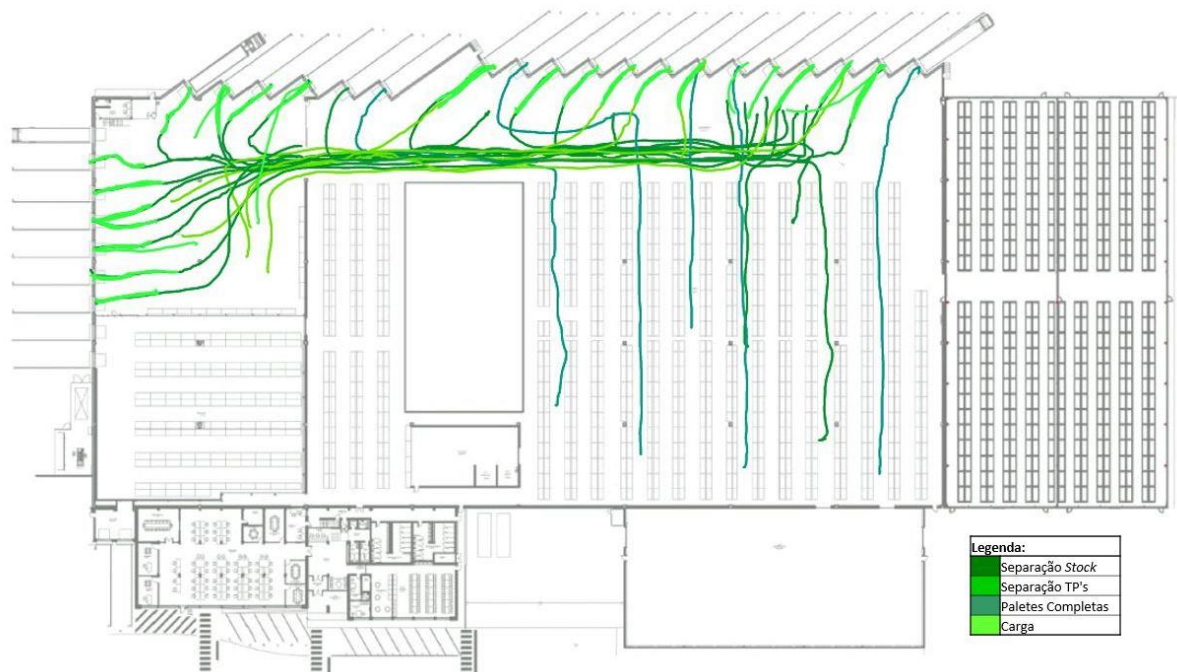 Legenda:
Separação Stock
Separação TP's
Paletes Completas
Carga